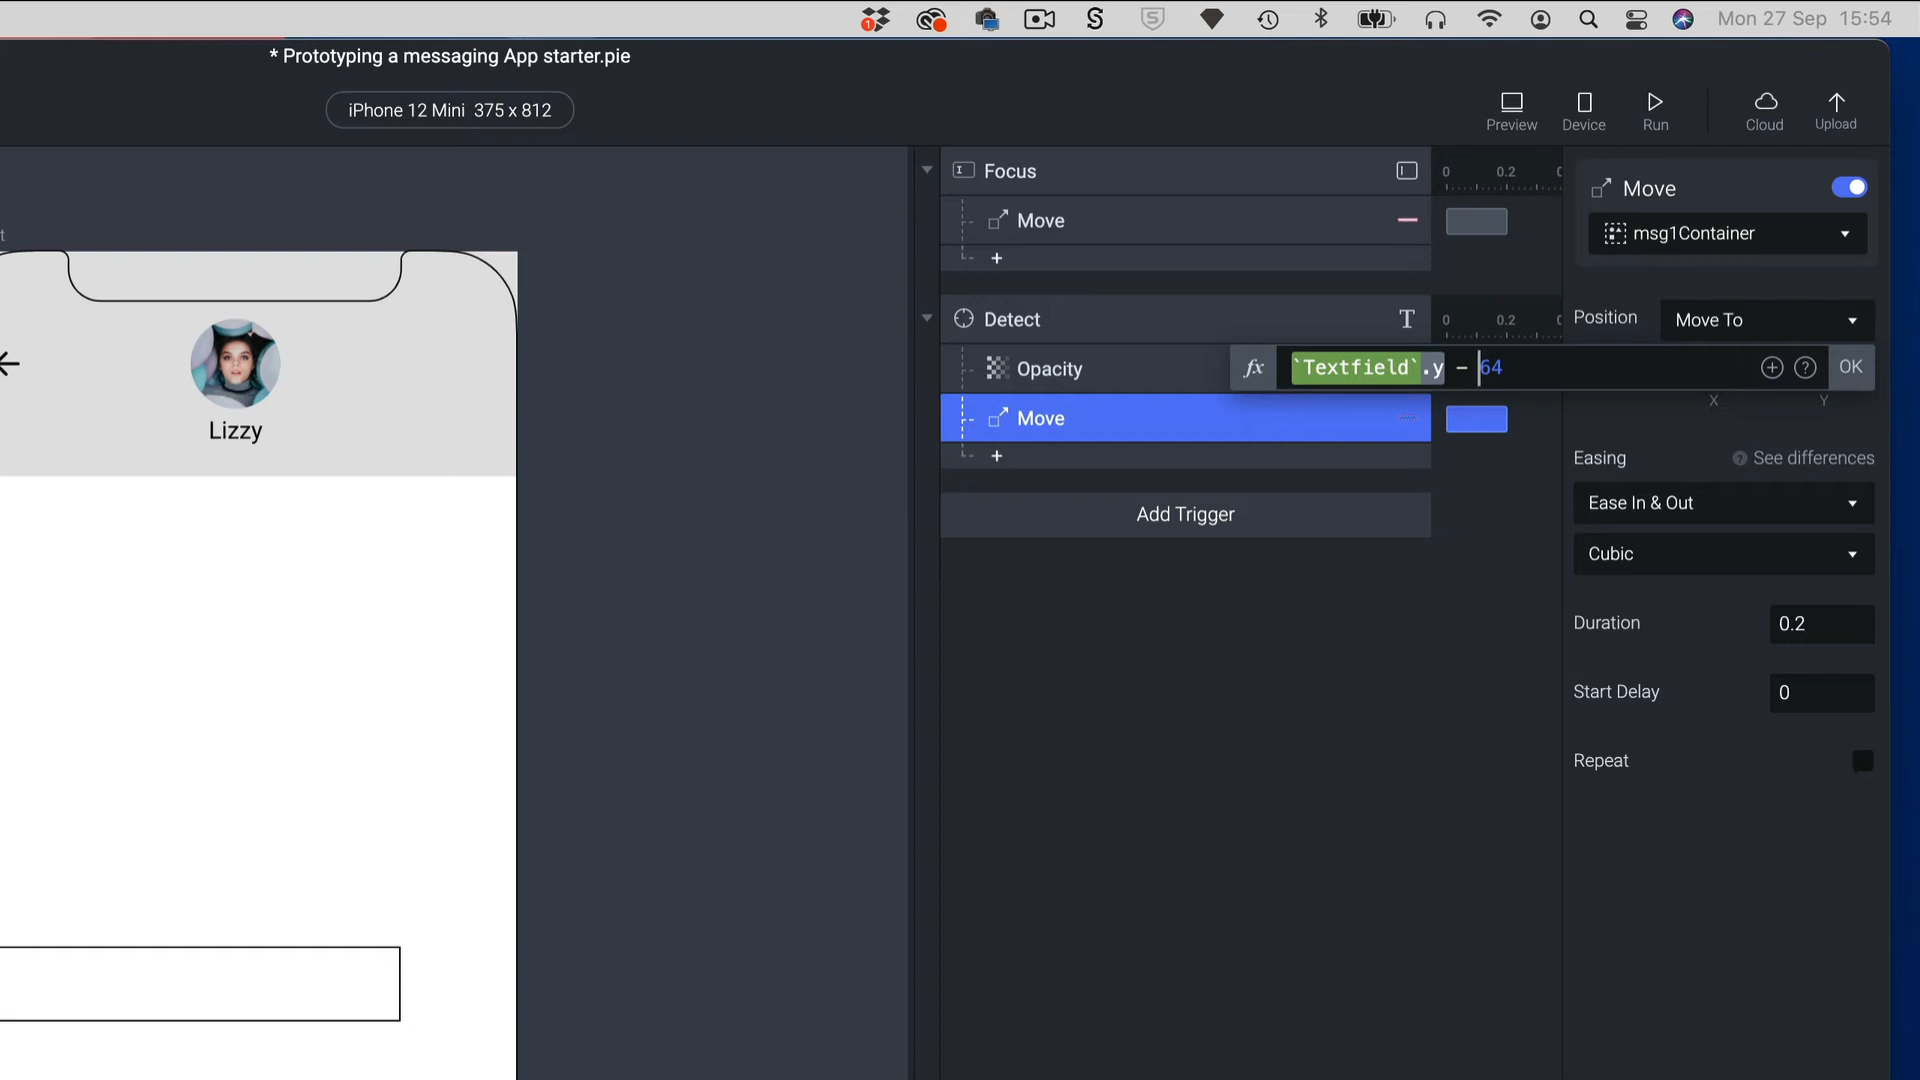 1
Mon 27 Sep 15:54
* Prototyping a messaging App starter.pie
iPhone 12 Mini 375 x 812
Preview
Device
Run
Cloud
Upload
t
Lizzy
Focus
0 0.2
Move
Detect
T
0 0.2
Opacity
Move
Add Trigger
Move
msg1Container
Position
Move To
fx
`Textfield`.y - 64
OK
X
Y
Easing
See differences
Ease In & Out
Cubic
Duration
0.2
Start Delay
0
Repeat